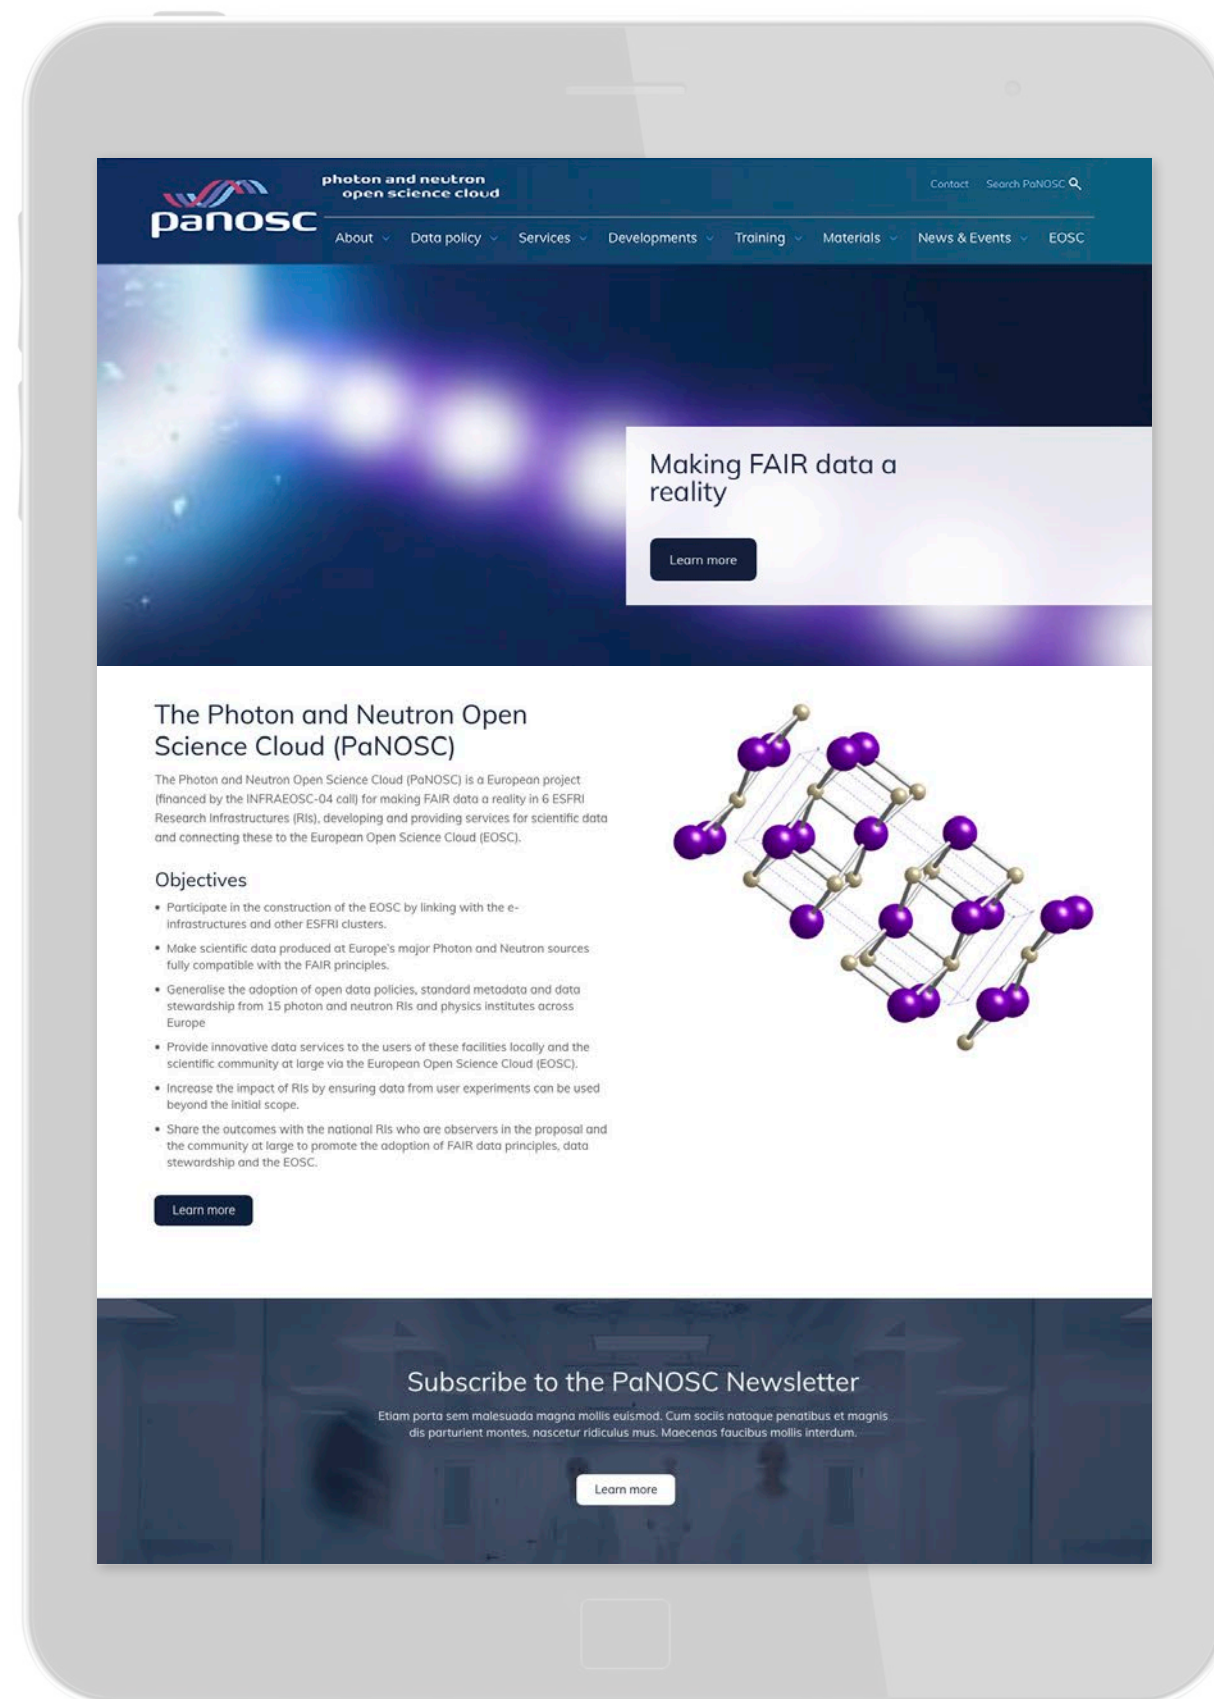 photon and neutron
open science cloud
panosc
Contact Search PaNOSC
About Data policy Services Developments Training Materials News & Events EOSC
Making FAIR data a
reality
Learn more
The Photon and Neutron Open
Science Cloud (PaNOSC)
The Photon and Neutron Open Science Cloud (PaNOSC) is a European project
(financed by the INFRAEOSC-04 call) for making FAIR data a reality in 6 ESFRI
Research Infrastructures (RIs), developing and providing services for scientific data
and connecting these to the European Open Science Cloud (EOSC).
Objectives
• Participate in the construction of the EOSC by linking with the e-
infrastructures and other ESFRI clusters.
• Make scientific data produced at Europe's major Photon and Neutron sources
fully compatible with the FAIR principles.
• Generalise the adoption of open data policies, standard metadata and data
stewardship from 15 photon and neutron RIs and physics institutes across
Europe
• Provide innovative data services to the users of these facilities locally and the
scientific community at large via the European Open Science Cloud (EOSC).
• Increase the impact of RIs by ensuring data from user experiments can be used
beyond the initial scope.
• Share the outcomes with the national RIs who are observers in the proposal and
the community at large to promote the adoption of FAIR data principles, data
stewardship and the EOSC.
Learn more
Subscribe to the PaNOSC Newsletter
Etiam porta sem malesuada magna mollis euismod. Cum sociis natoque penatibus et magnis
dis parturient montes, nascetur ridiculus mus. Maecenas faucibus mollis interdum.
Learn more